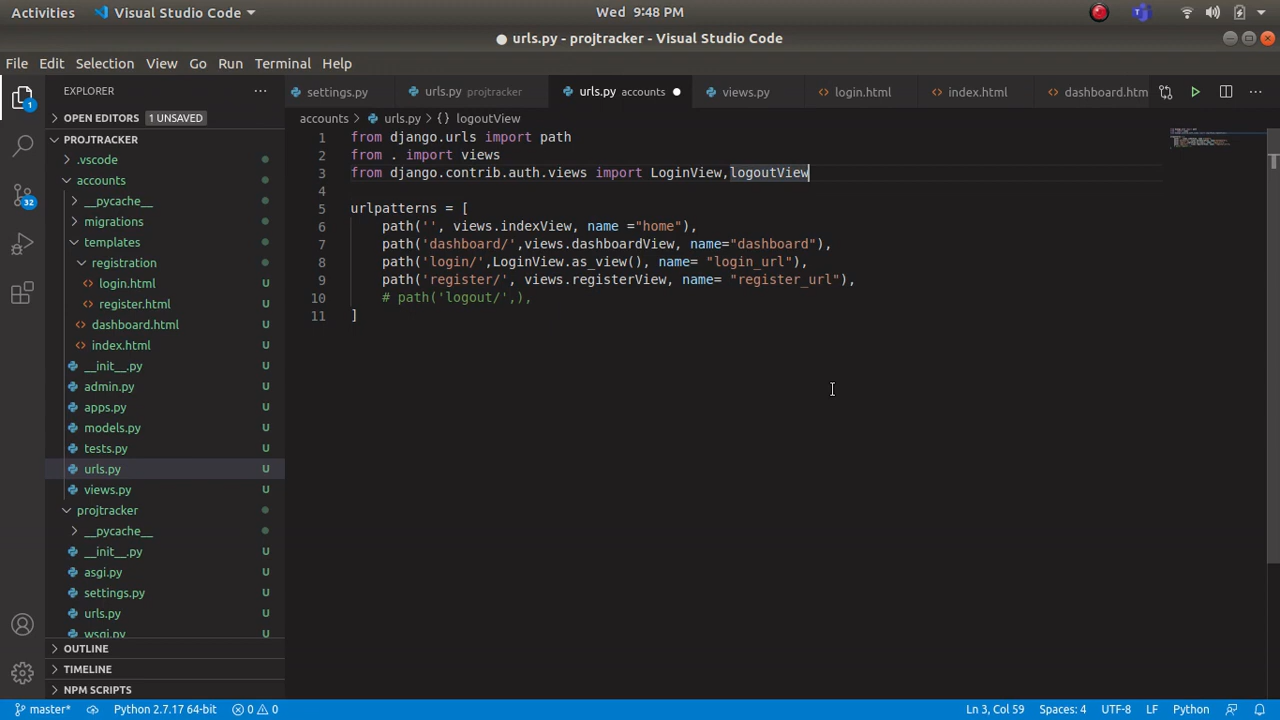 Activities Visual Studio Code Wed 9:48 PM
urls.py - projtracker - Visual Studio Code
File Edit Selection View Go Run Terminal Help
1
32
EXPLORER
OPEN EDITORS 1 UNSAVED
PROJTRACKER
.vscode
accounts
__pycache__
migrations U
templates
registration
login.html U
register.html U
dashboard.html U
index.html U
__init__.py U
admin.py U
apps.py U
models.py U
tests.py U
urls.py U
views.py U
projtracker
__pycache__
__init__.py U
asgi.py U
settings.py U
urls.py U
wsgi.py U
OUTLINE
TIMELINE
NPM SCRIPTS
settings.py urls.py projtracker urls.py accounts views.py login.html index.html dashboard.htm
accounts > urls.py > {} logoutView
1 from django.urls import path
2 from . import views
3 from django.contrib.auth.views import LoginView,logoutView
4
5 urlpatterns = [
6 path('', views.indexView, name ="home"),
7 path('dashboard/',views.dashboardView, name="dashboard"),
8 path('login/',LoginView.as_view(), name= "login_url"),
9 path('register/', views.registerView, name= "register_url"),
10 # path('logout/',),
11 ]
master* Python 2.7.17 64-bit 0 0 Ln 3, Col 59 Spaces: 4 UTF-8 LF Python